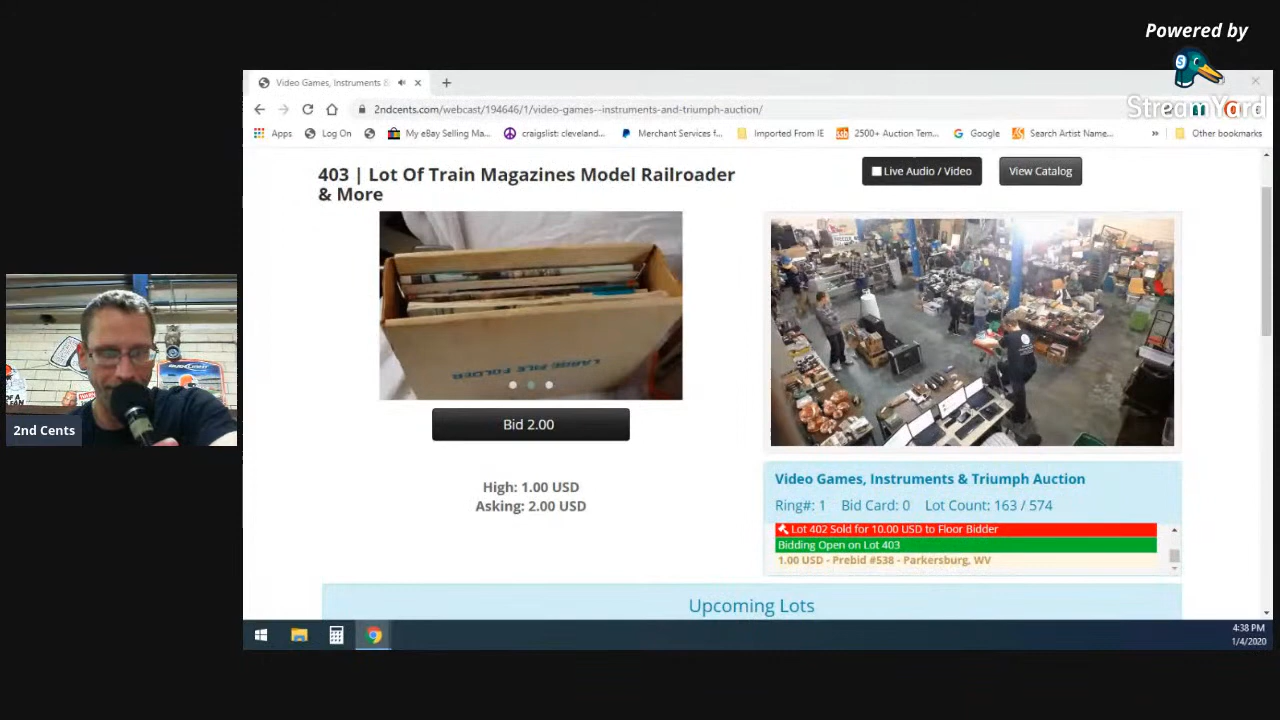 Powered by
StreamYard
Video Games, Instruments &
2ndcents.com/webcast/194646/1/video-games--instruments-and-triumph-auction/
Apps
Log On
My eBay Selling Ma...
craigslist: cleveland...
Merchant Services f...
Imported From IE
2500+ Auction Tem...
Google
Search Artist Name...
»
Other bookmarks
403 | Lot Of Train Magazines Model Railroader
& More
Live Audio / Video
View Catalog
LARGE FILE FOLDER
Bid 2.00
High: 1.00 USD
Asking: 2.00 USD
2nd Cents
Video Games, Instruments & Triumph Auction
Ring#: 1 Bid Card: 0 Lot Count: 163 / 574
Lot 402 Sold for 10.00 USD to Floor Bidder
Bidding Open on Lot 403
1.00 USD - Prebid #538 - Parkersburg, WV
Upcoming Lots
4:38 PM
1/4/2020